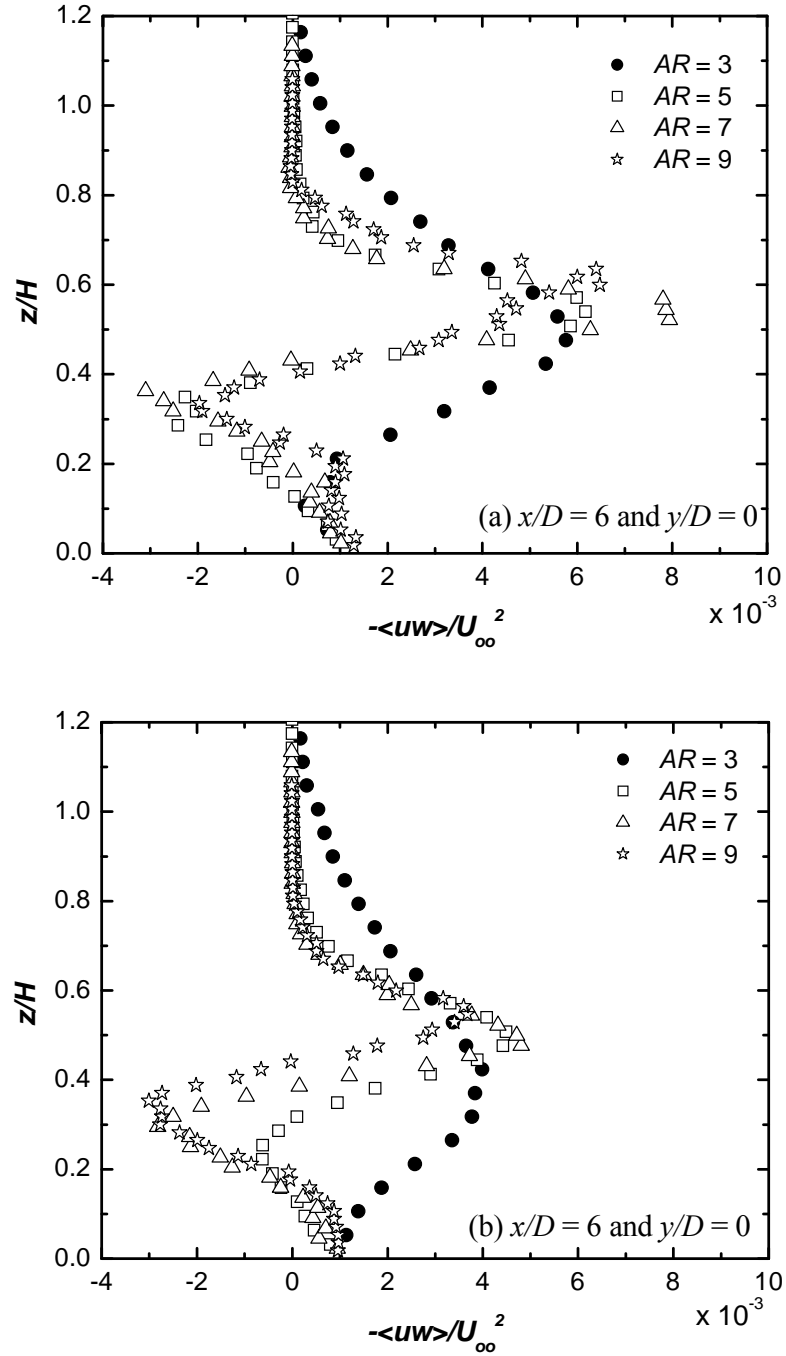 1.2
1.0
0.8
0.6
0.4
0.2
0.0
z/H
AR = 3
AR = 5
AR = 7
AR = 9
(a) x/D = 6 and y/D = 0
-4 -2 0 2 4 6 8 10
-<uw>/U∞² x 10⁻³
1.2
1.0
0.8
0.6
0.4
0.2
0.0
z/H
AR = 3
AR = 5
AR = 7
AR = 9
(b) x/D = 6 and y/D = 0
-4 -2 0 2 4 6 8 10
-<uw>/U∞² x 10⁻³